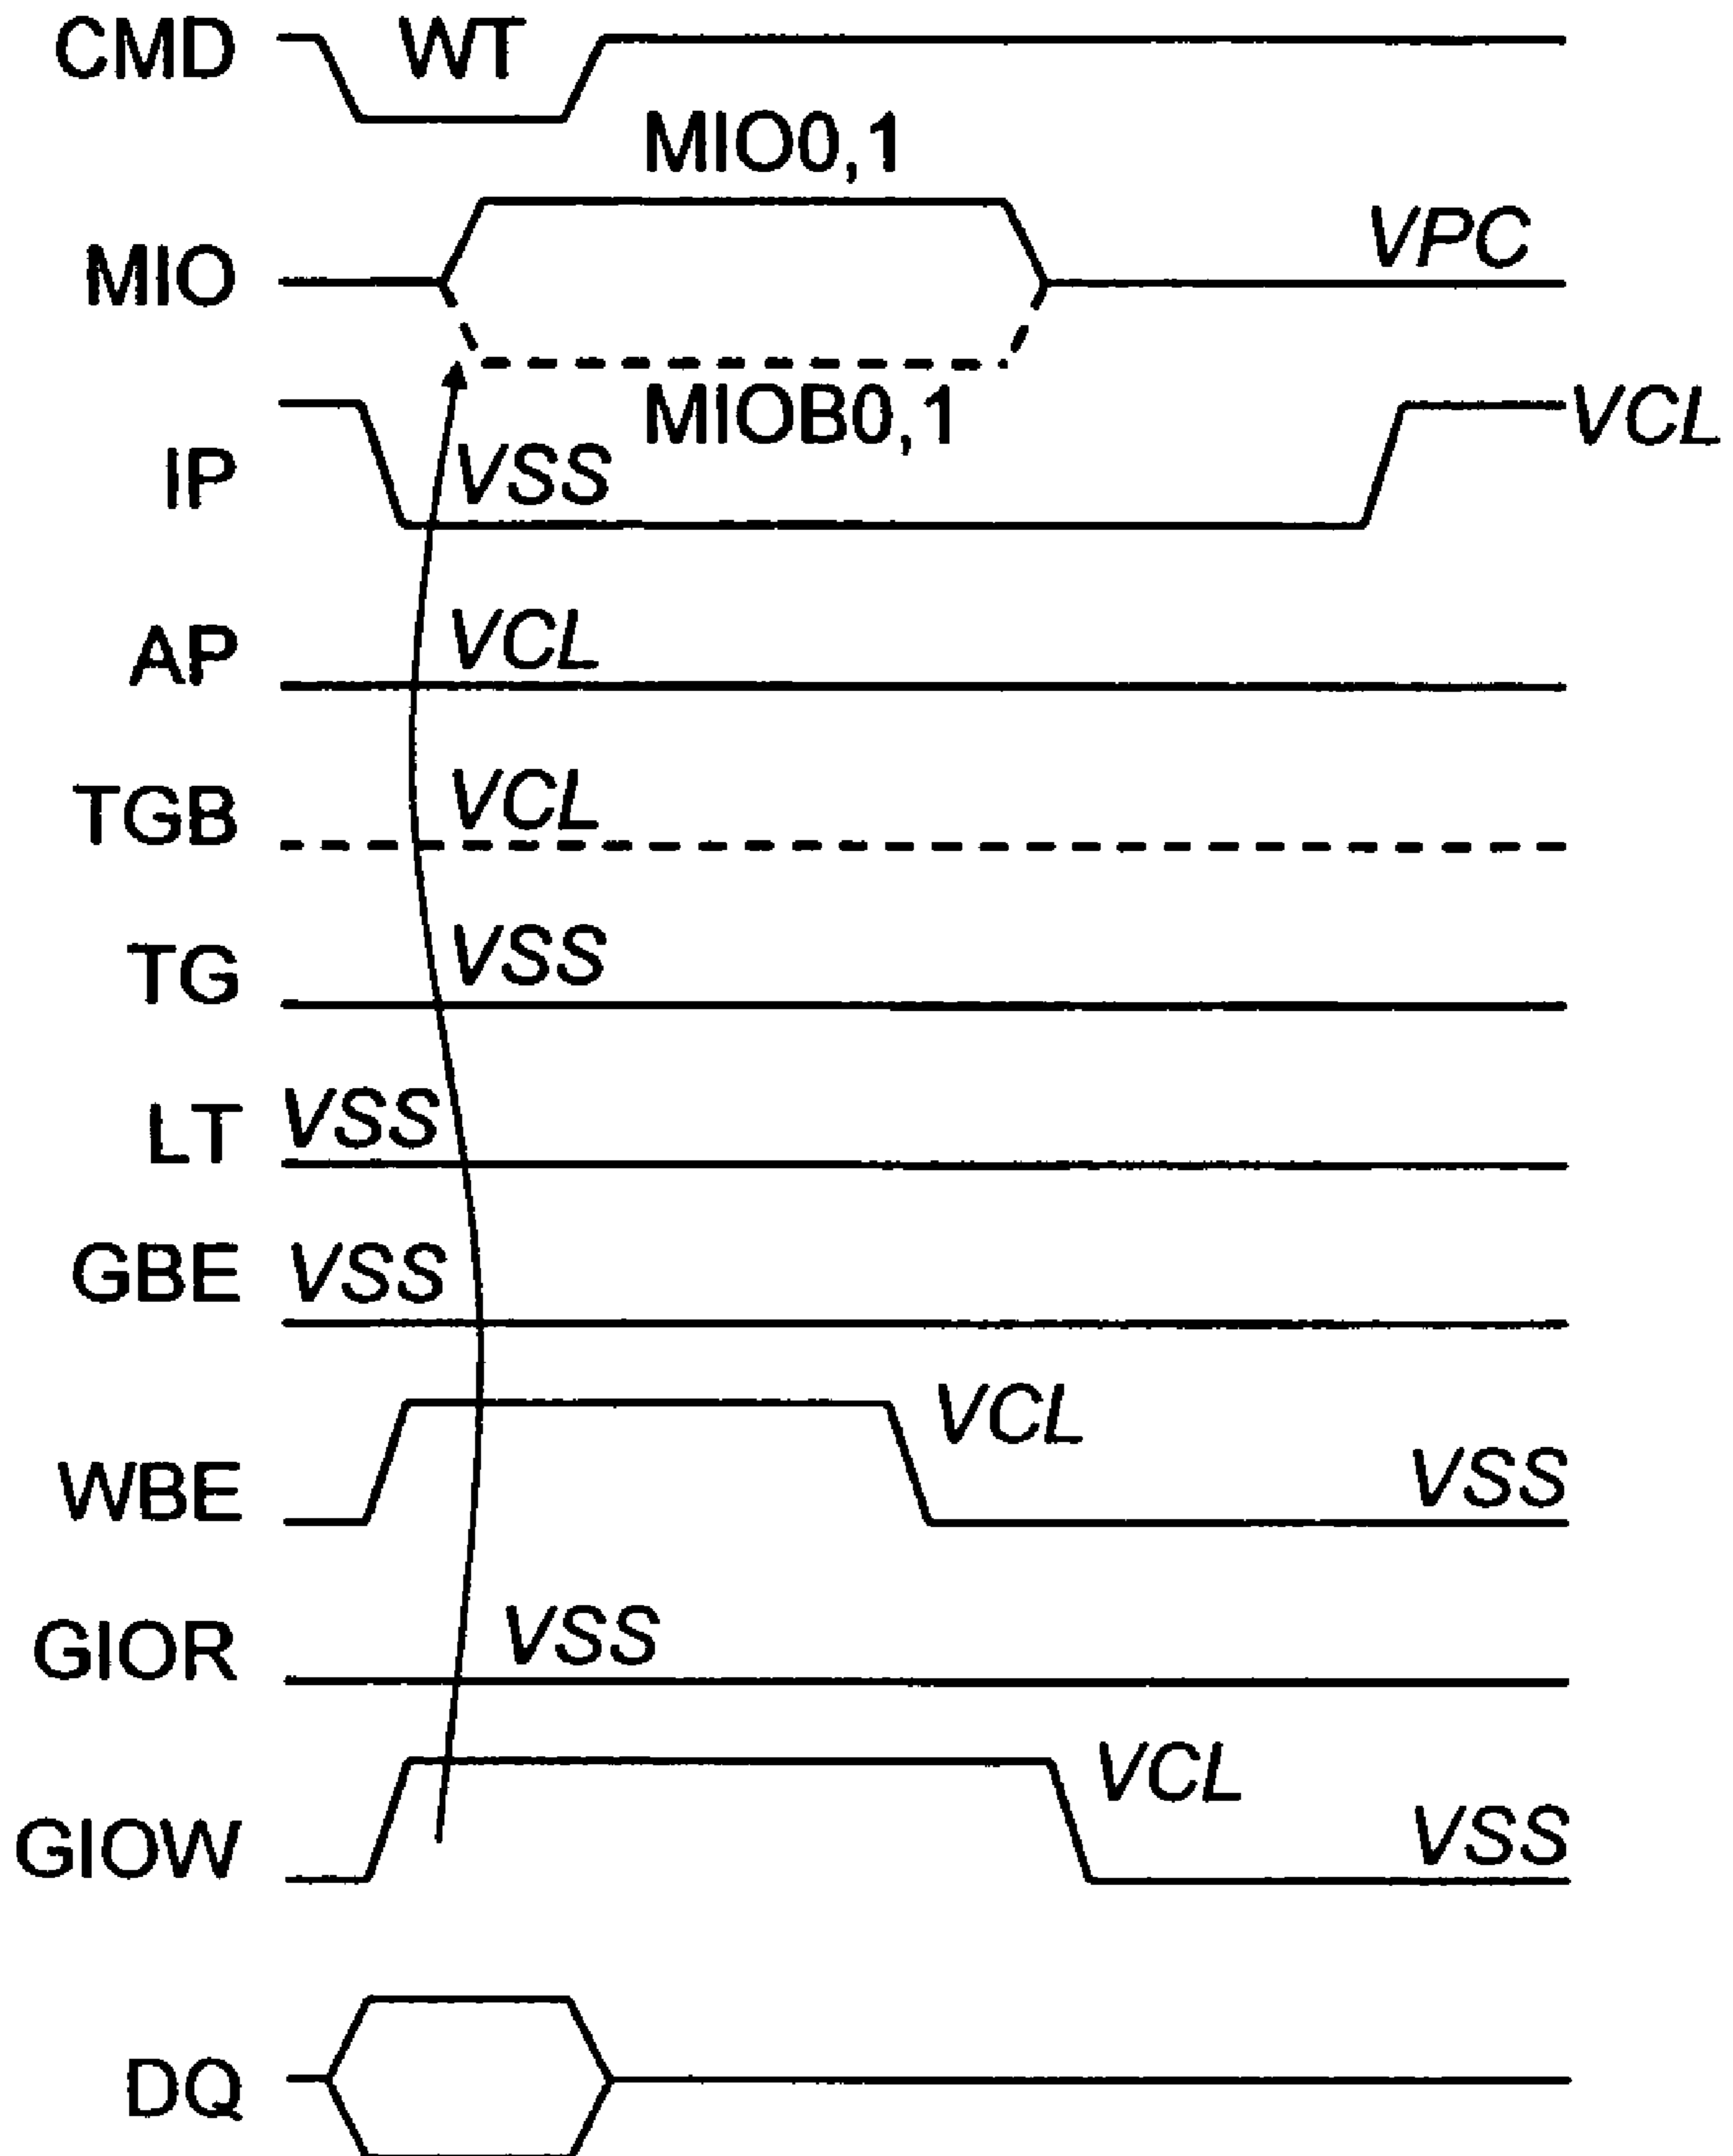 CMD WT
MIO0,1
MIO VPC
MIOB0,1
IP VSS VCL
AP VCL
TGB VCL
TG VSS
LT VSS
GBE VSS
WBE VCL VSS
GIOR VSS
GIOW VCL VSS
DQ